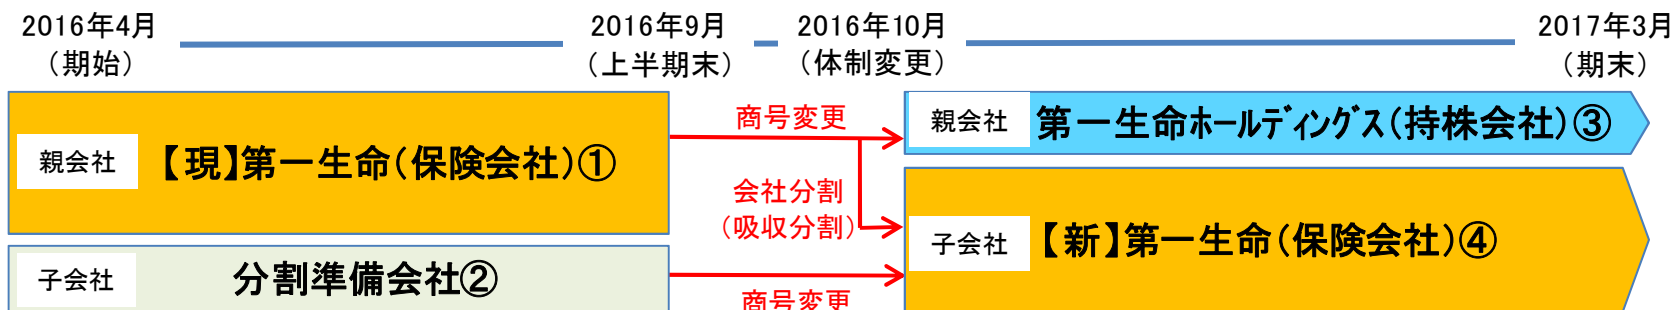 2016年4月
（期始）
2016年9月
（上半期末）
2016年10月
（体制変更）
2017年3月
（期末）
親会社
【現】第一生命（保険会社）①
商号変更
親会社
第一生命ホールディングス（持株会社）③
会社分割
（吸収分割）
子会社
【新】第一生命（保険会社）④
子会社
分割準備会社②
商号変更